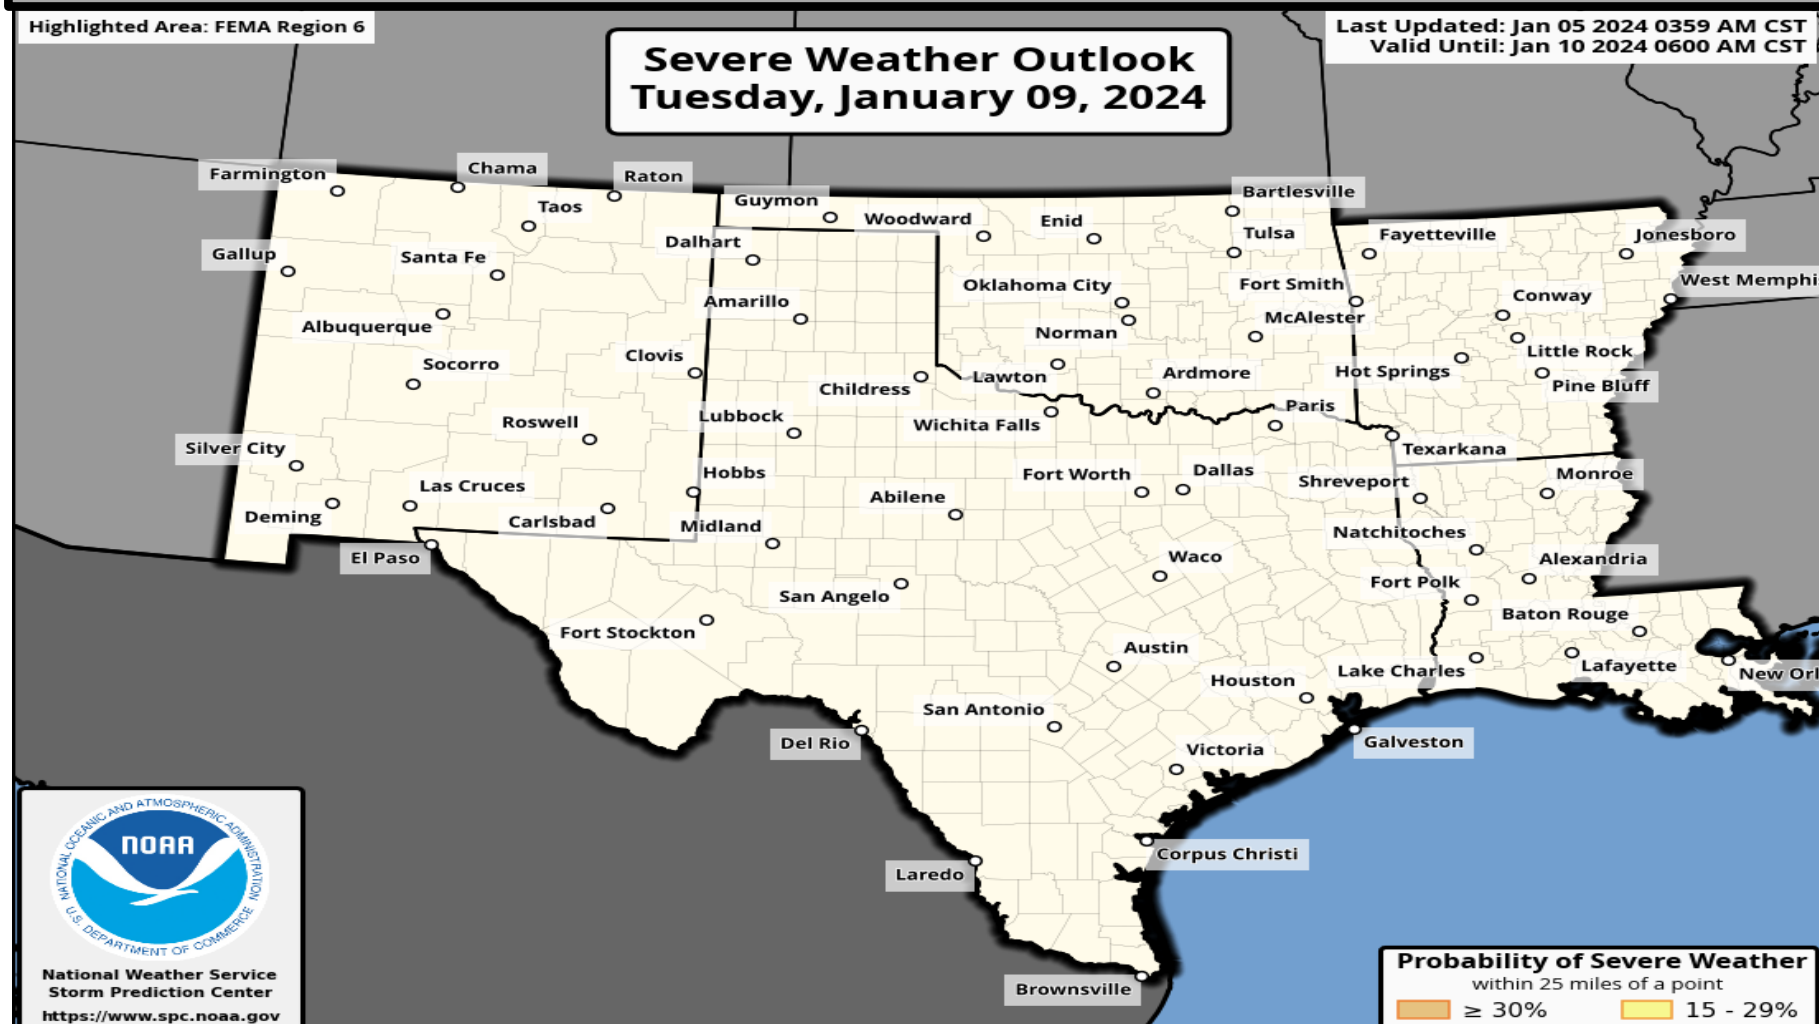 Highlighted Area: FEMA Region 6
Last Updated: Jan 05 2024 0359 AM CST
Valid Until: Jan 10 2024 0600 AM CST
Severe Weather Outlook
Tuesday, January 09, 2024
Farmington
Chama
Raton
Taos
Guymon
Woodward
Enid
Bartlesville
Tulsa
Fayetteville
Jonesboro
Gallup
Santa Fe
Dalhart
Oklahoma City
Fort Smith
Conway
West Memphi
Albuquerque
Amarillo
Norman
McAlester
Little Rock
Socorro
Clovis
Childress
Lawton
Ardmore
Hot Springs
Pine Bluff
Roswell
Lubbock
Wichita Falls
Paris
Texarkana
Silver City
Las Cruces
Hobbs
Abilene
Fort Worth
Dallas
Shreveport
Monroe
Deming
Carlsbad
Midland
Natchitoches
El Paso
Waco
Alexandria
San Angelo
Fort Polk
Fort Stockton
Baton Rouge
Austin
Houston
Lake Charles
Lafayette
New Orl
San Antonio
Del Rio
Victoria
Galveston
Laredo
Corpus Christi
Brownsville
NATIONAL OCEANIC AND ATMOSPHERIC ADMINISTRATION
NOAA
U.S. DEPARTMENT OF COMMERCE
National Weather Service
Storm Prediction Center
https://www.spc.noaa.gov
Probability of Severe Weather
within 25 miles of a point
≥ 30%
15 - 29%